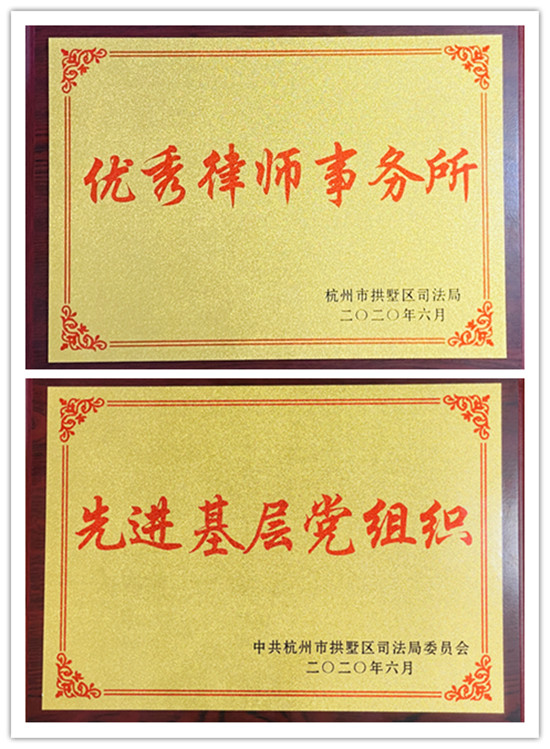 优秀律师事务所
杭州市拱墅区司法局
二〇二〇年六月
先进基层党组织
中共杭州市拱墅区司法局委员会
二〇二〇年六月